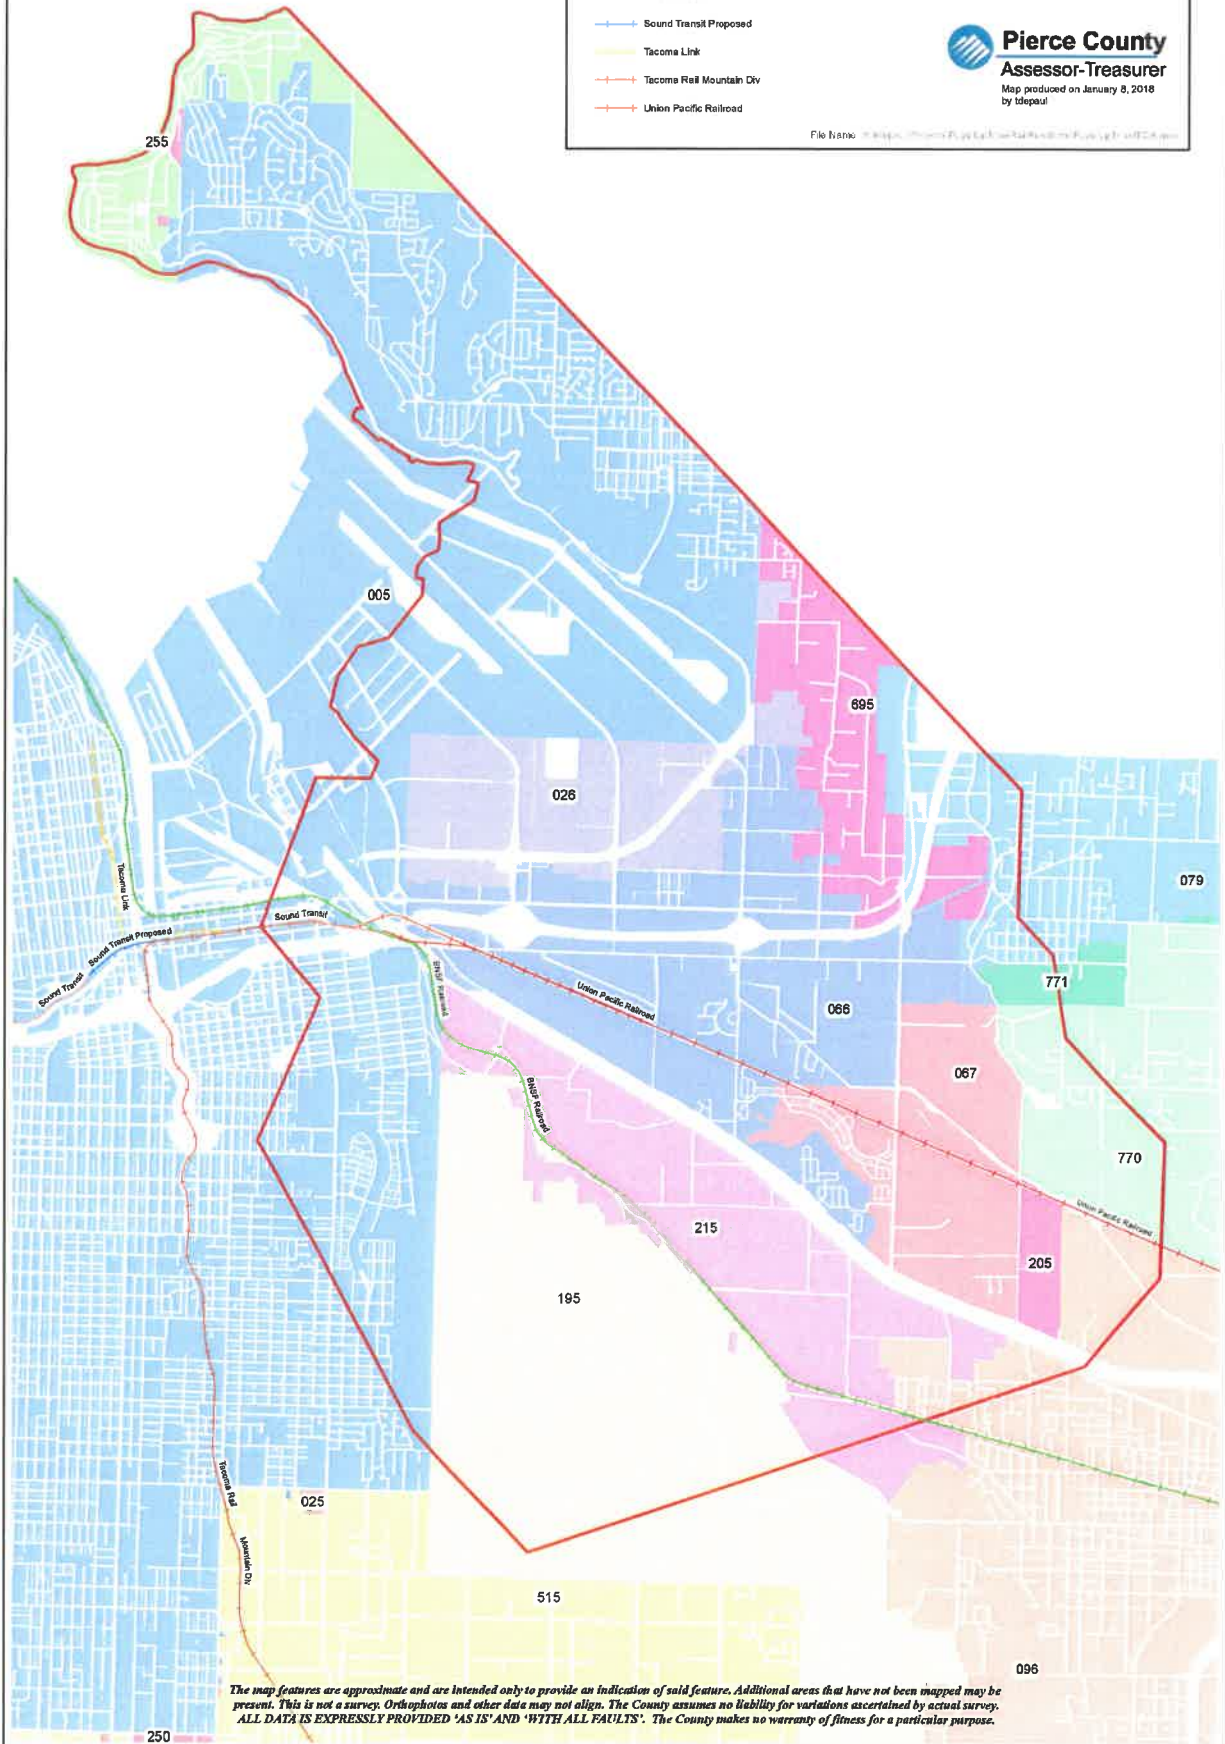 Sound Transit Proposed
Tacoma Link
Tacoma Rail Mountain Div
Union Pacific Railroad
Pierce County
Assessor-Treasurer
Map produced on January 8, 2018
by tdepaul
File Name
255
005
695
026
079
Tacoma Link
Sound Transit
Sound Transit Proposed
Sound Transit
BNSF Railroad
Union Pacific Railroad
771
066
067
BNSF Railroad
770
Union Pacific Railroad
215
205
195
Tacoma Rail
Mountain Div
025
515
096
The map features are approximate and are intended only to provide an indication of said feature. Additional areas that have not been mapped may be
present. This is not a survey. Orthophotos and other data may not align. The County assumes no liability for variations ascertained by actual survey.
ALL DATA IS EXPRESSLY PROVIDED 'AS IS' AND 'WITH ALL FAULTS'. The County makes no warranty of fitness for a particular purpose.
250